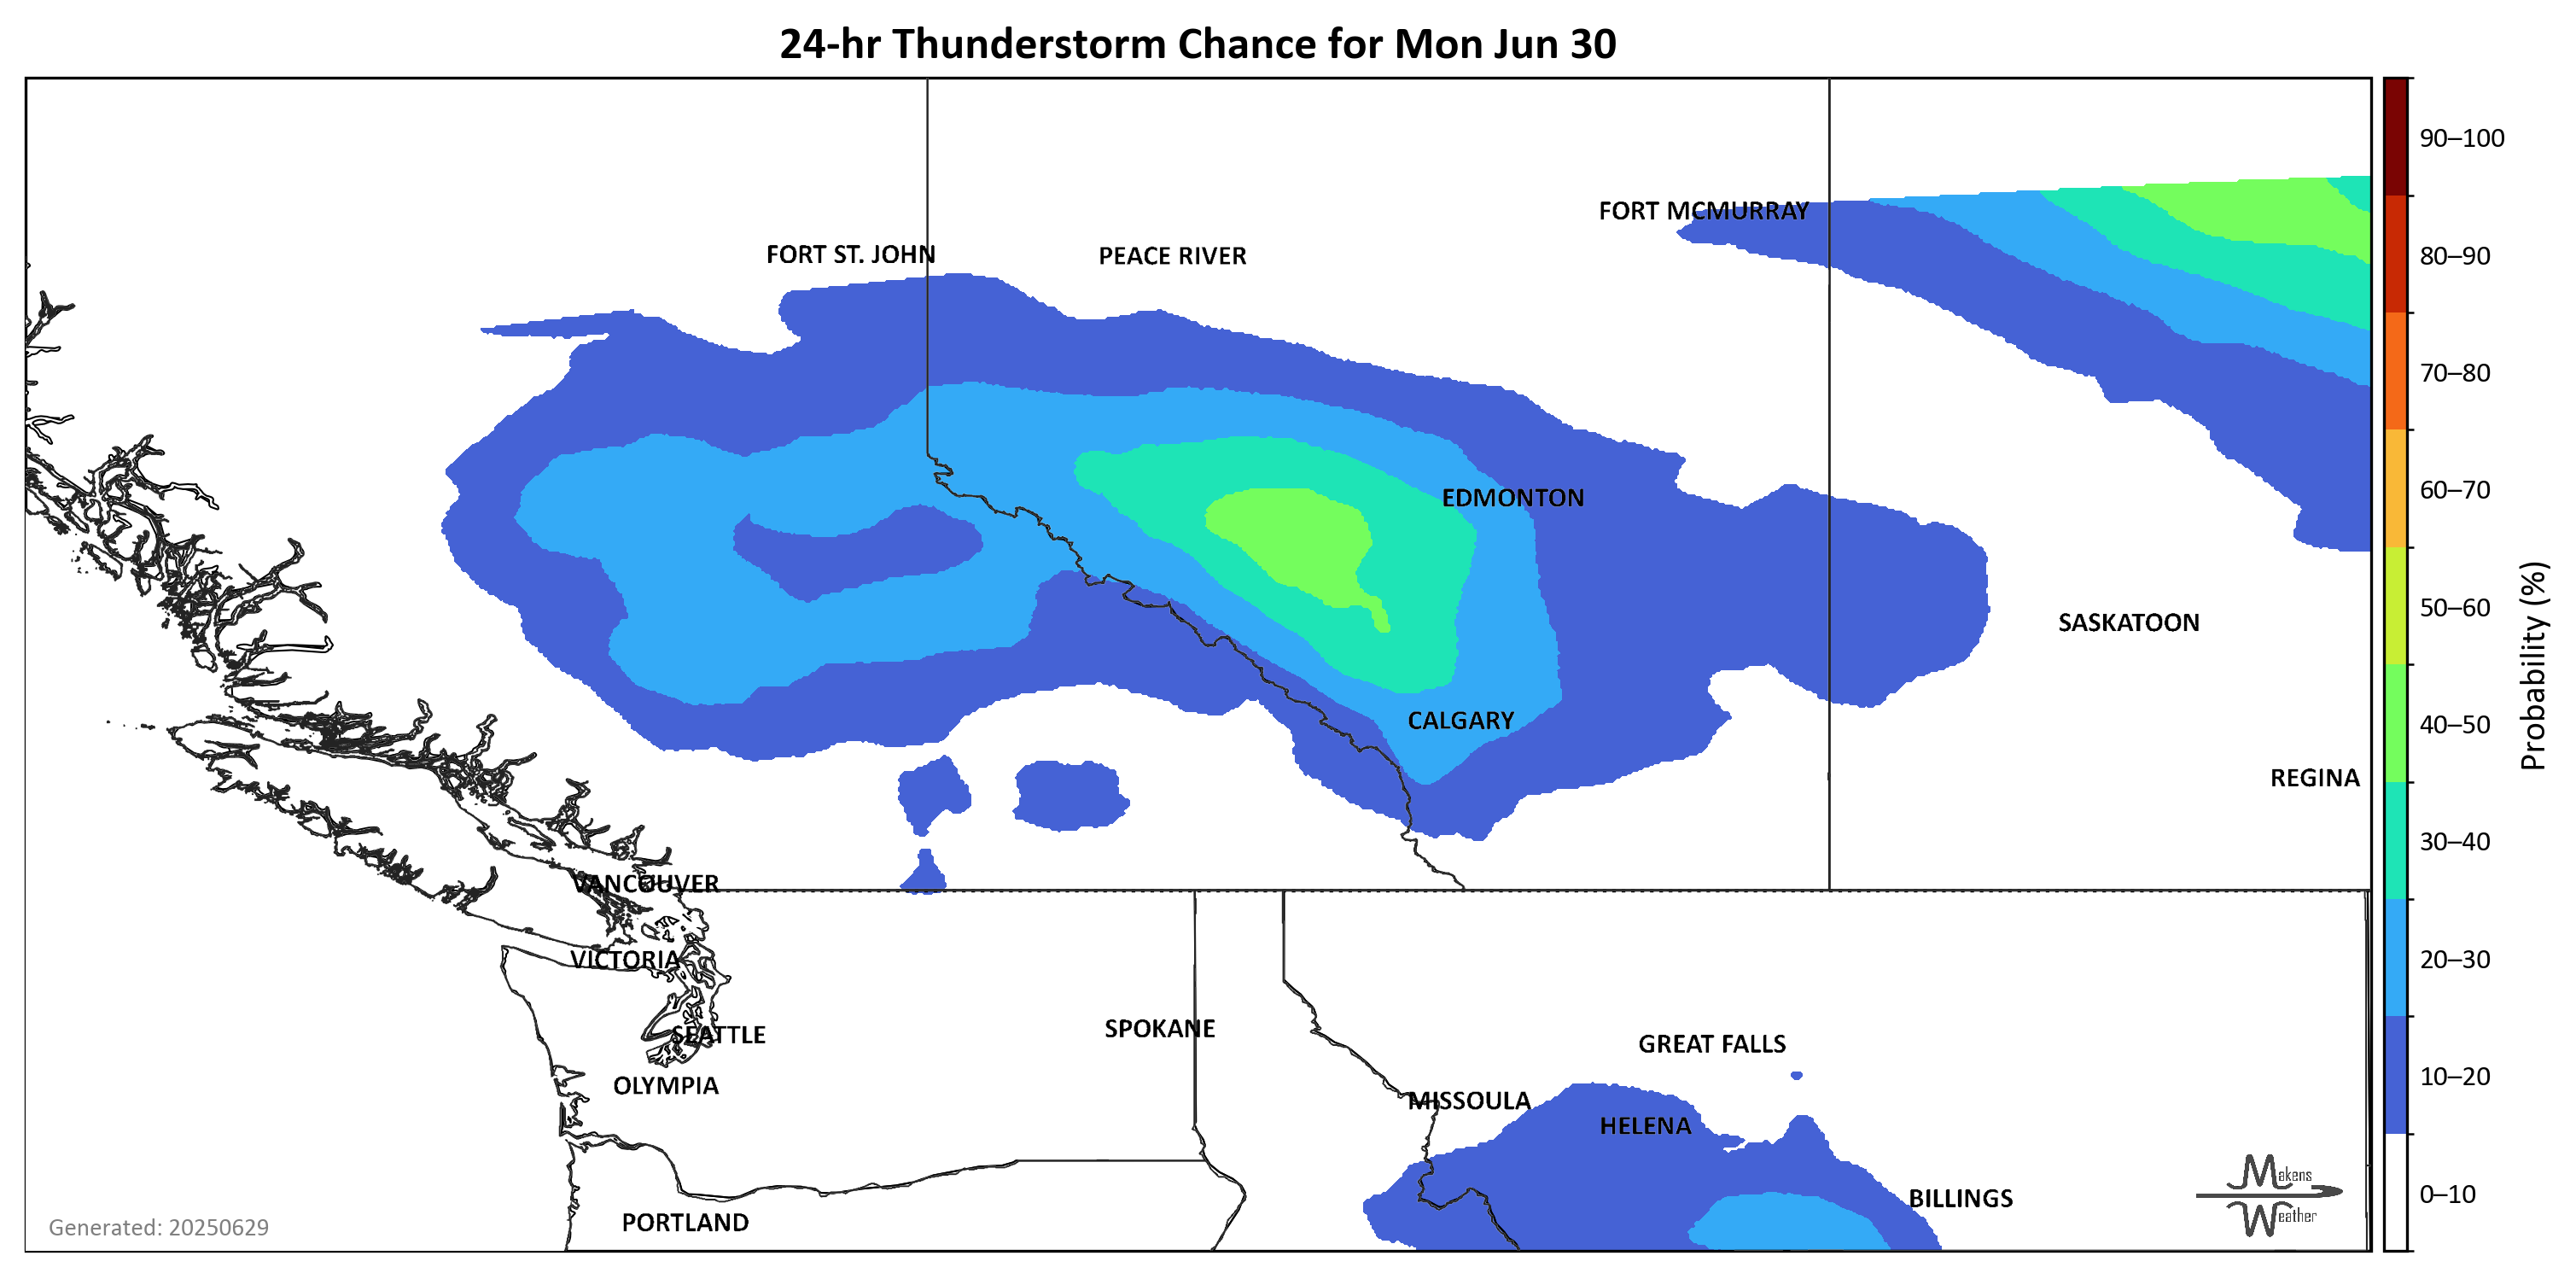 24-hr Thunderstorm Chance for Mon Jun 30
90–100
80–90
70–80
60–70
50–60
40–50
30–40
20–30
10–20
0–10
Probability (%)
FORT MCMURRAY
FORT ST. JOHN
PEACE RIVER
EDMONTON
SASKATOON
CALGARY
REGINA
VANCOUVER
VICTORIA
SEATTLE
SPOKANE
GREAT FALLS
OLYMPIA
MISSOULA
HELENA
BILLINGS
PORTLAND
Makens
Weather
Generated: 20250629